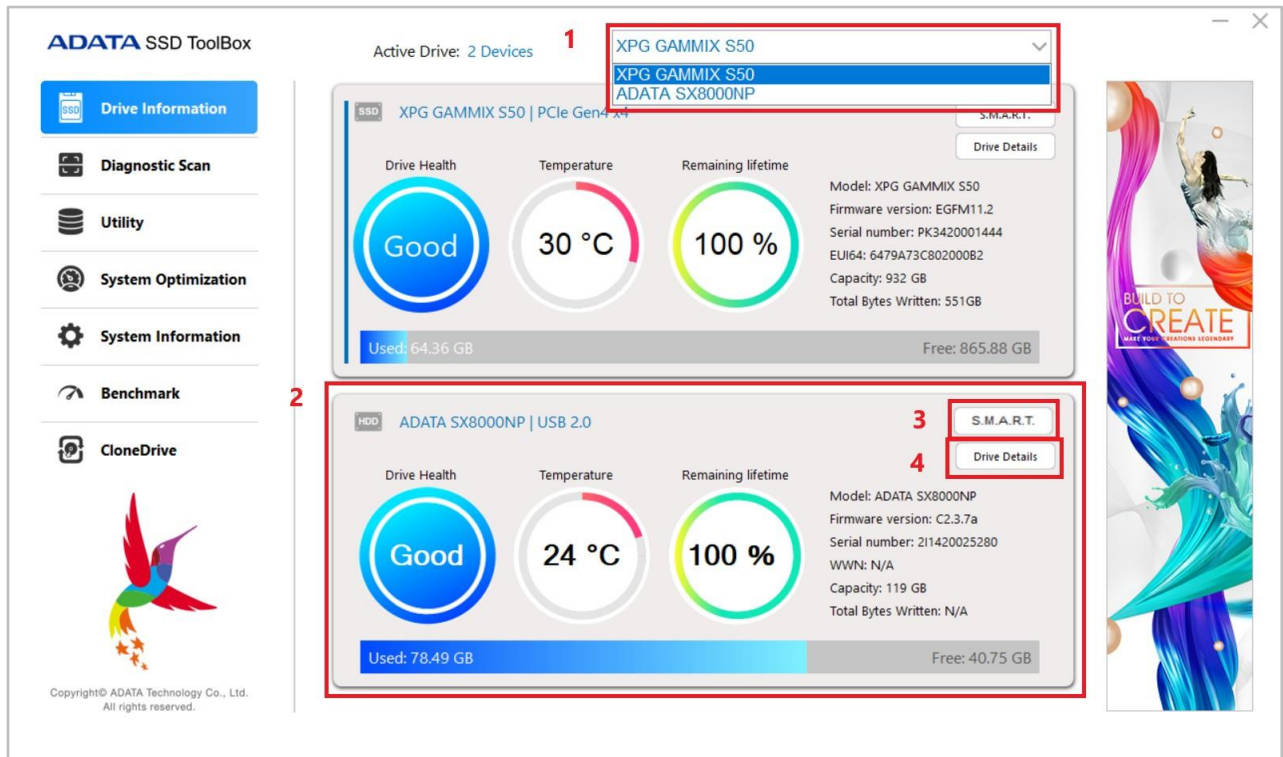 ADATA SSD ToolBox
Active Drive: 2 Devices
1
XPG GAMMIX S50
XPG GAMMIX S50
ADATA SX8000NP
Drive Information
Diagnostic Scan
Utility
System Optimization
System Information
Benchmark
CloneDrive
Copyright© ADATA Technology Co., Ltd.
All rights reserved.
SSD
XPG GAMMIX S50 | PCIe Gen4 x4
S.M.A.R.T.
Drive Details
Drive Health
Temperature
Remaining lifetime
Good
30 °C
100 %
Model: XPG GAMMIX S50
Firmware version: EGFM11.2
Serial number: PK3420001444
EUI64: 6479A73C802000B2
Capacity: 932 GB
Total Bytes Written: 551GB
Used: 64.36 GB
Free: 865.88 GB
2
HDD
ADATA SX8000NP | USB 2.0
3
S.M.A.R.T.
4
Drive Details
Drive Health
Temperature
Remaining lifetime
Good
24 °C
100 %
Model: ADATA SX8000NP
Firmware version: C2.3.7a
Serial number: 2I1420025280
WWN: N/A
Capacity: 119 GB
Total Bytes Written: N/A
Used: 78.49 GB
Free: 40.75 GB
BUILD TO
CREATE
MAKE YOUR CREATIONS LEGENDARY